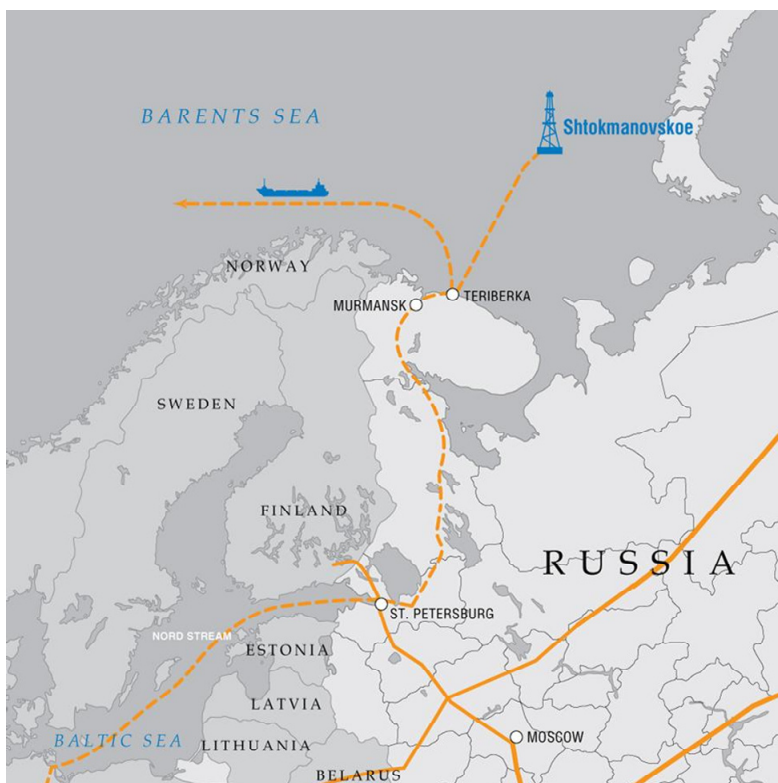 BARENTS SEA
Shtokmanovskoe
NORWAY
TERIBERKA
MURMANSK
SWEDEN
FINLAND
RUSSIA
ST. PETERSBURG
NORD STREAM
ESTONIA
LATVIA
BALTIC SEA
MOSCOW
LITHUANIA
BELARUS